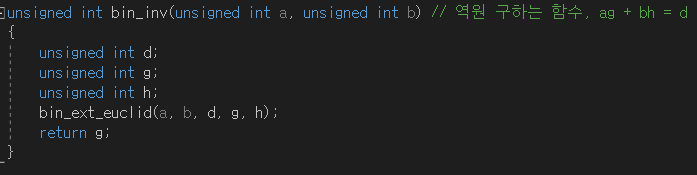 unsigned int bin_inv(unsigned int a, unsigned int b) // 역원 구하는 함수, ag + bh = d
{
unsigned int d;
unsigned int g;
unsigned int h;
bin_ext_euclid(a, b, d, g, h);
return g;
}